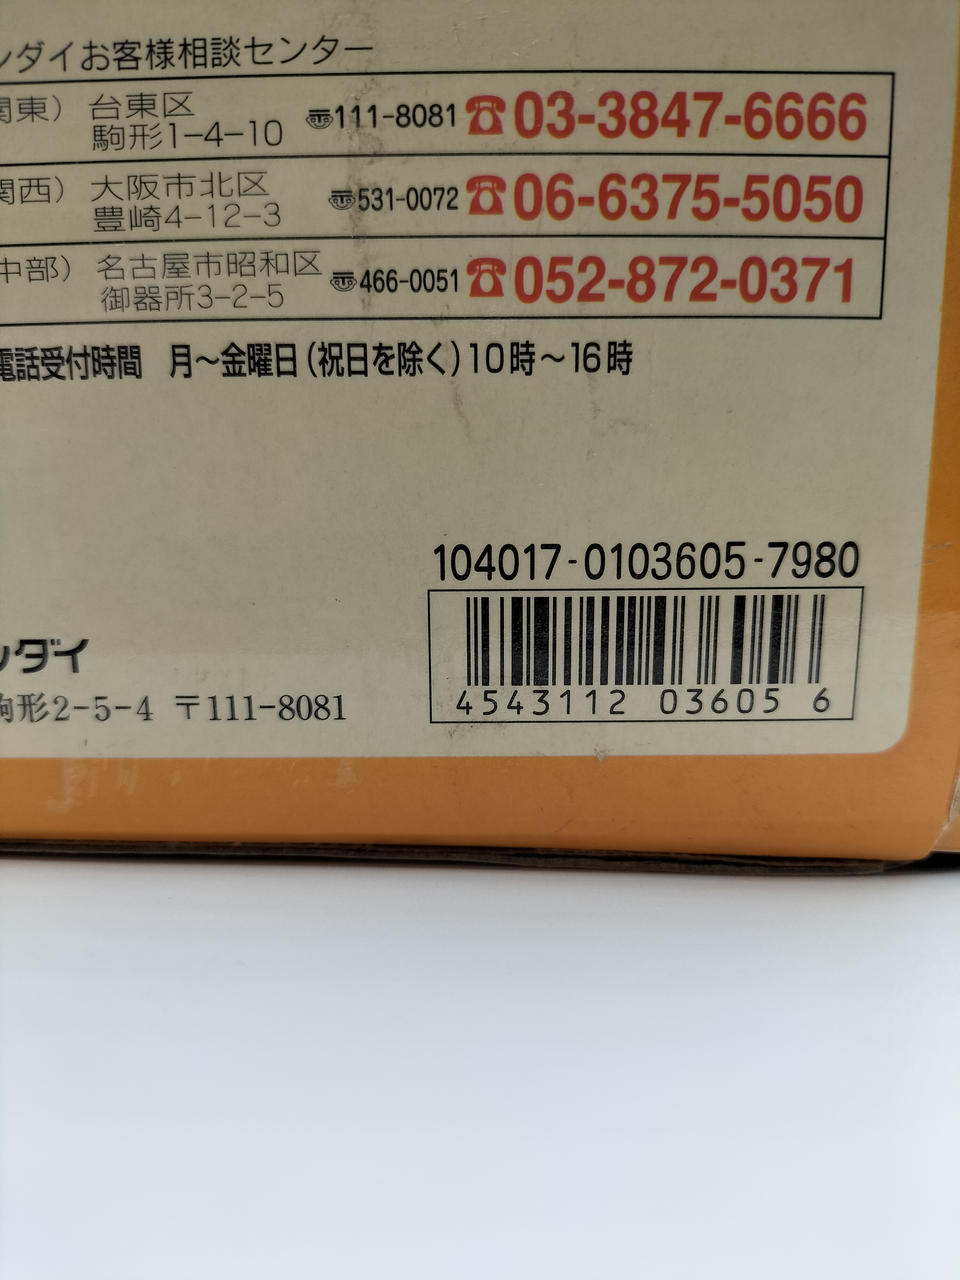 ンダイお客様相談センター
関東） 台東区 駒形1-4-10 〒111-8081 ☎03-3847-6666
関西） 大阪市北区 豊崎4-12-3 〒531-0072 ☎06-6375-5050
中部） 名古屋市昭和区 御器所3-2-5 〒466-0051 ☎052-872-0371
電話受付時間 月～金曜日（祝日を除く）10時～16時
104017-0103605-7980
4543112 03605 6
ンダイ
駒形2-5-4 〒111-8081